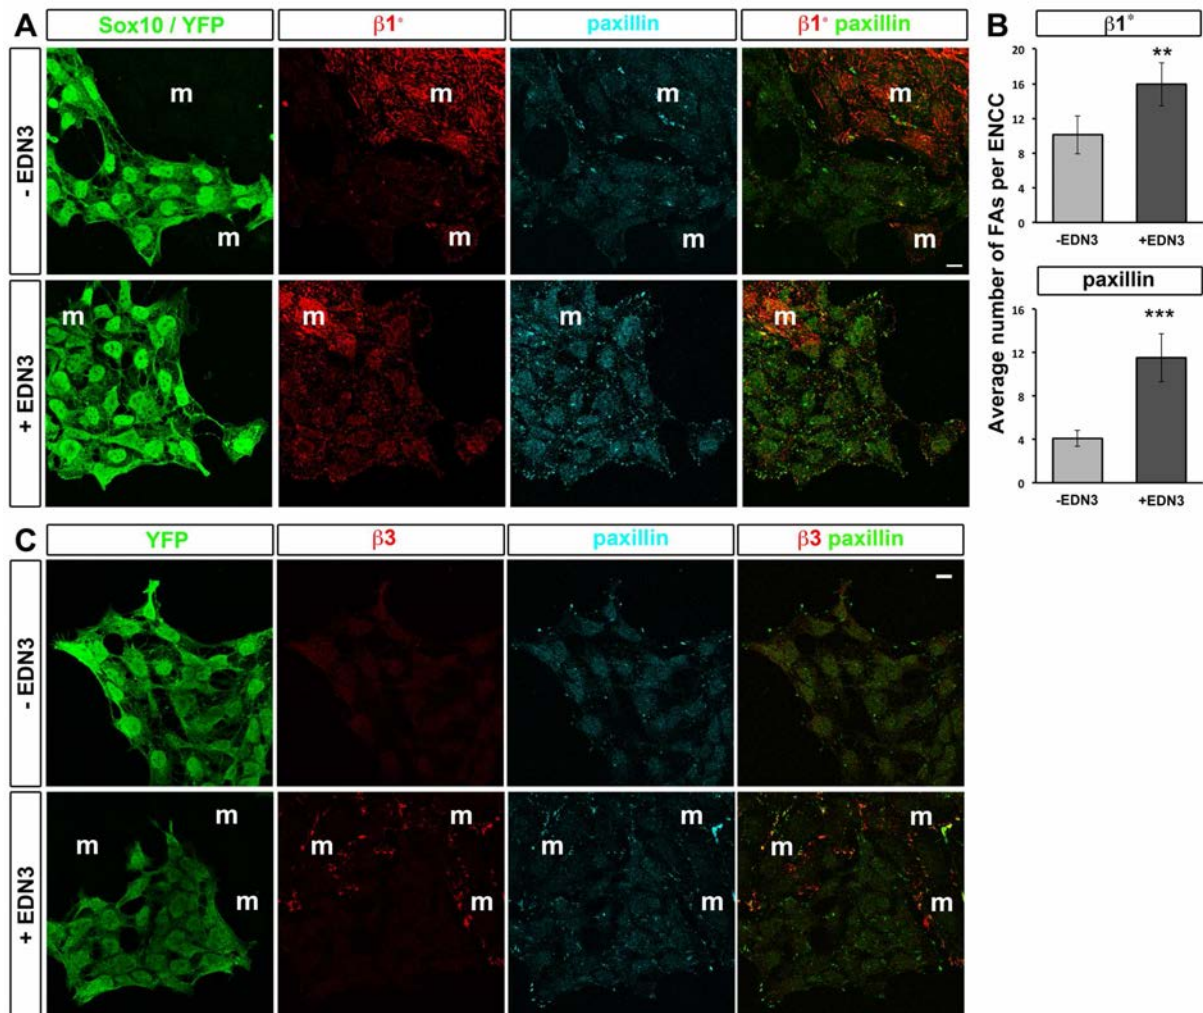 A
Sox10 / YFP
β1*
paxillin
β1* paxillin
- EDN3
m
m
m
m
m
m
m
m
+ EDN3
m
m
m
m
B
β1*
Average number of FAs per ENCC
20
16
12
8
4
0
**
-EDN3
+EDN3
paxillin
16
12
8
4
0
***
-EDN3
+EDN3
C
YFP
β3
paxillin
β3 paxillin
- EDN3
+ EDN3
m
m
m
m
m
m
m
m
m
m
m
m